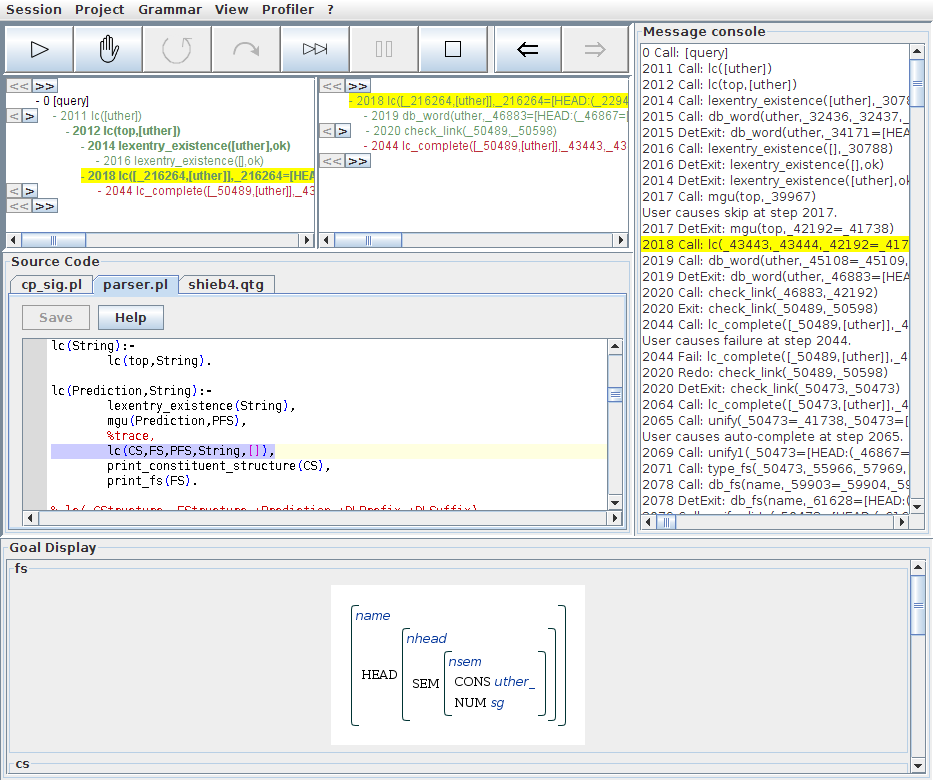 Session Project Grammar View Profiler ?
<< >>
- 0 [query]
< > - 2011 lc([uther])
- 2012 lc(top,[uther])
- 2014 lexentry_existence([uther],ok)
- 2016 lexentry_existence([],ok)
- 2018 lc([_216264,[uther]],_216264=[HEA
< > - 2044 lc_complete([_50489,[uther]],_43
<< >>
<< >>
- 2018 lc([_216264,[uther]],_216264=[HEAD:(_2294
- 2019 db_word(uther,_46883=[HEAD:(_46867=
< > - 2020 check_link(_50489,_50598)
- 2044 lc_complete([_50489,[uther]],_43443,_43
<< >>
Source Code
cp_sig.pl parser.pl shieb4.qtg
Save Help
lc(String):-
lc(top,String).
lc(Prediction,String):-
lexentry_existence(String),
mgu(Prediction,PFS),
%trace,
lc(CS,FS,PFS,String,[]),
print_constituent_structure(CS),
print_fs(FS).
Message console
0 Call: [query]
2011 Call: lc([uther])
2012 Call: lc(top,[uther])
2014 Call: lexentry_existence([uther],_307
2015 Call: db_word(uther,_32436,_32437,_
2015 DetExit: db_word(uther,_34171=[HEA
2016 Call: lexentry_existence([],_30788)
2016 DetExit: lexentry_existence([],ok)
2014 DetExit: lexentry_existence([uther],ok
2017 Call: mgu(top,_39967)
User causes skip at step 2017.
2017 DetExit: mgu(top,_42192=_41738)
2018 Call: lc(_43443,_43444,_42192=_417
2019 Call: db_word(uther,_45108=_45109,
2019 DetExit: db_word(uther,_46883=[HEA
2020 Call: check_link(_46883,_42192)
2020 Exit: check_link(_50489,_50598)
2044 Call: lc_complete([_50489,[uther]],_4
User causes failure at step 2044.
2044 Fail: lc_complete([_50489,[uther]],_4
2020 Redo: check_link(_50489,_50598)
2020 DetExit: check_link(_50473,_50473)
2064 Call: lc_complete([_50473,[uther]],_4
2065 Call: unify(_50473=_41738,_50473=[
User causes auto-complete at step 2065.
2069 Call: unify1(_50473=[HEAD:(_46867=
2071 Call: type_fs(_50473,_55966,_57969,
2078 Call: db_fs(name,_59903=_59904,_59
2078 DetExit: db_fs(name,_61628=[HEAD:(
Goal Display
fs
name
nhead
nsem
HEAD SEM CONS uther_
NUM sg
cs